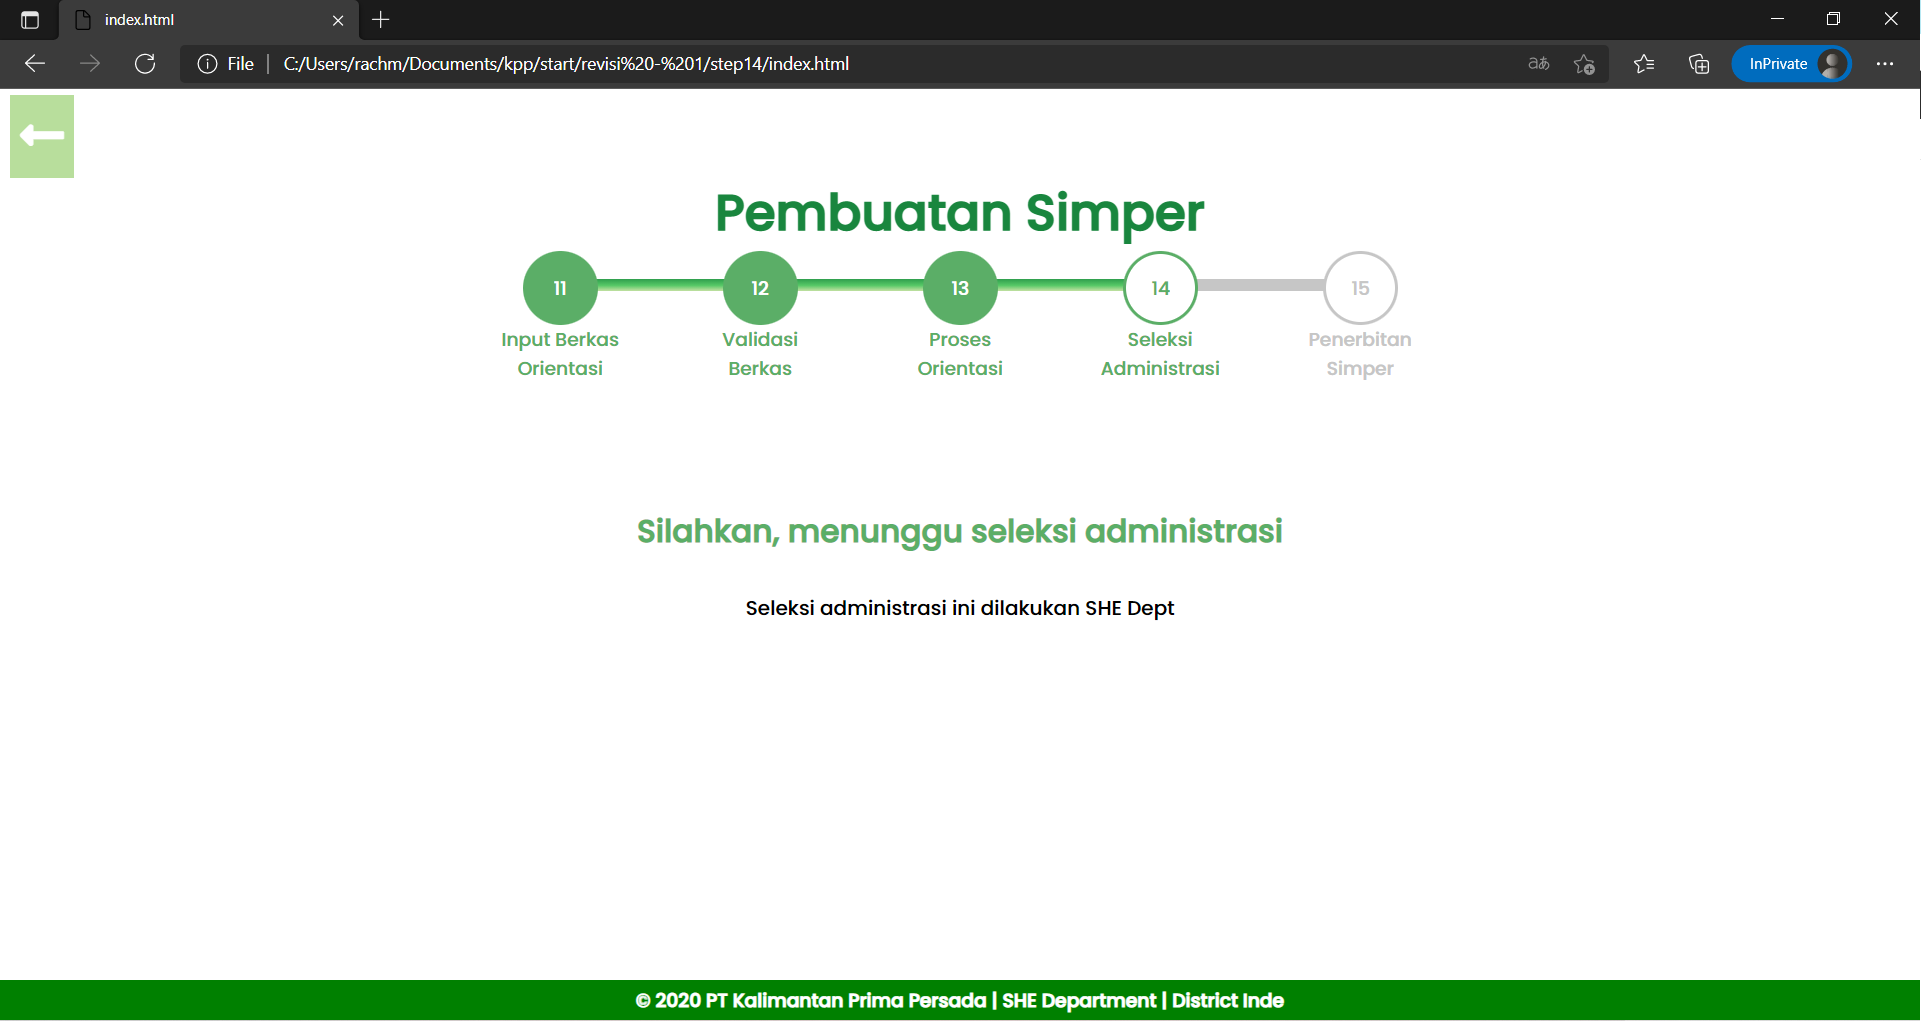 index.html
File
C:/Users/rachm/Documents/kpp/start/revisi%20-%201/step14/index.html
aあ
InPrivate
Pembuatan Simper
11
12
13
14
15
Input Berkas
Orientasi
Validasi
Berkas
Proses
Orientasi
Seleksi
Administrasi
Penerbitan
Simper
Silahkan, menunggu seleksi administrasi
Seleksi administrasi ini dilakukan SHE Dept
© 2020 PT Kalimantan Prima Persada | SHE Department | District Inde